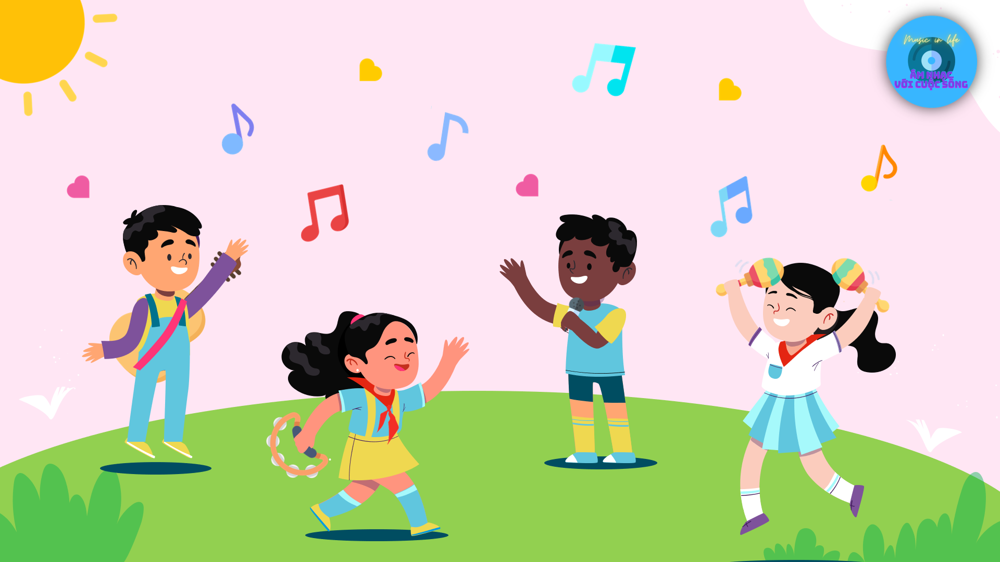 Music in life
ÂM NHẠC
VỚI CUỘC SỐNG